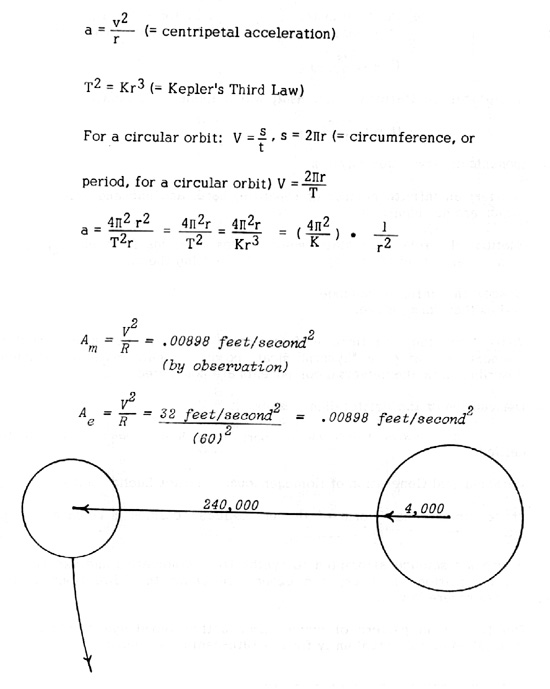 a = v²/r (= centripetal acceleration)
T² = Kr³ (= Kepler's Third Law)
For a circular orbit: V = s/t , s = 2πr (= circumference, or
period, for a circular orbit) V = 2πr/T
a = 4π² r²/T²r = 4π²r/T² = 4π²r/Kr³ = (4π²/K) • 1/r²
A_m = V²/R = .00898 feet/second²
(by observation)
A_e = V²/R = 32 feet/second²/(60)² = .00898 feet/second²
240,000 4,000